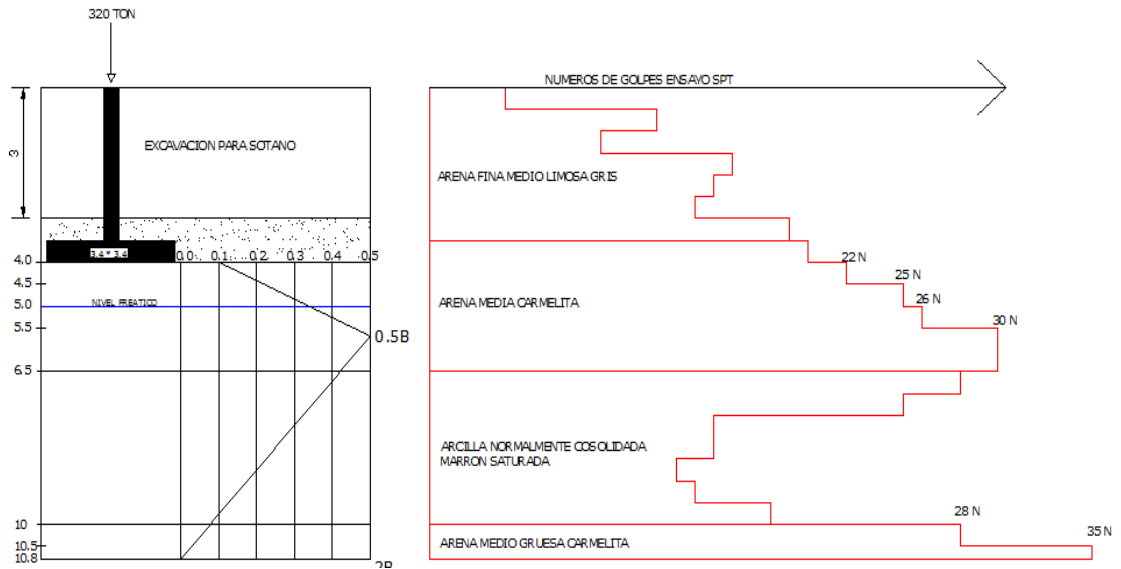 320 TON
NUMEROS DE GOLPES ENSAYO SPT
3
EXCAVACION PARA SOTANO
ARENA FINA MEDIO LIMOSA GRIS
3.4 * 3.4
0.0 0.1 0.2 0.3 0.4 0.5
4.0
22 N
4.5
25 N
NIVEL FREATICO
ARENA MEDIA CARMELITA
5.0
26 N
5.5
30 N
0.5B
6.5
ARCILLA NORMALMENTE COSOLIDADA
MARRON SATURADA
10
28 N
10.5
ARENA MEDIO GRUESA CARMELITA
35 N
10.8
2B